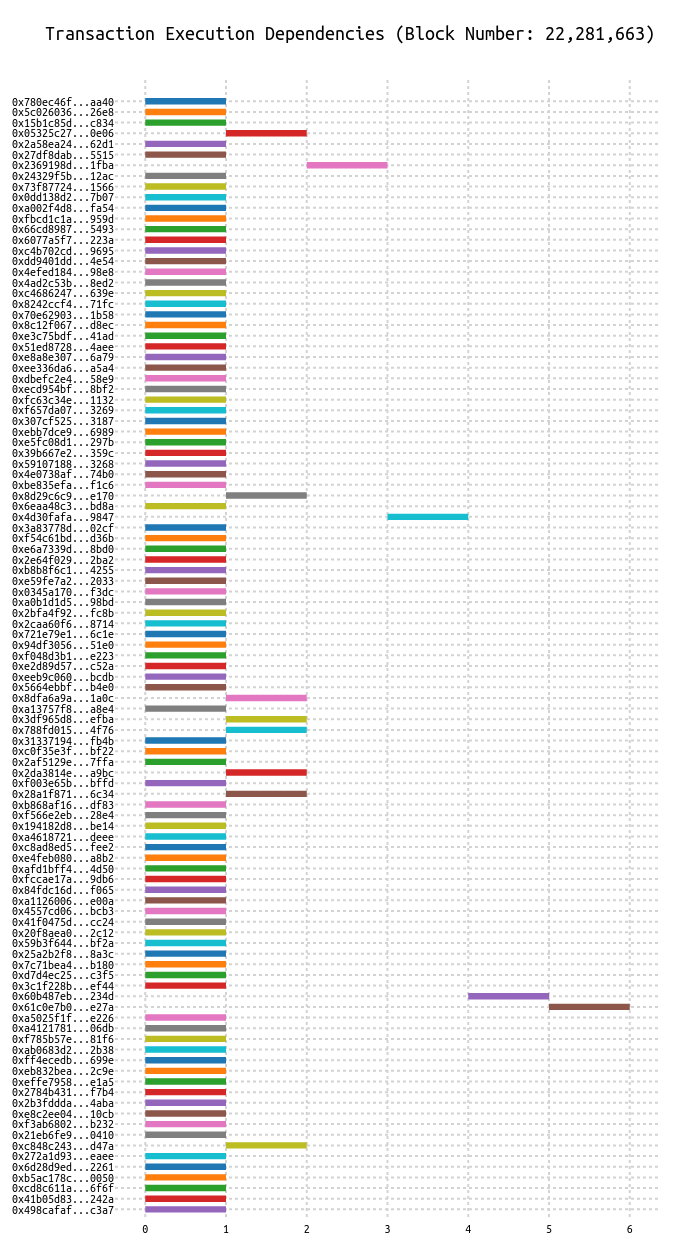 Transaction Execution Dependencies (Block Number: 22,281,663)
0x780ec46f...aa40
0x5c026036...26e8
0x15b1c85d...c834
0x05325c27...0e06
0x2a58ea24...62d1
0x27df8dab...5515
0x2369198d...1fba
0x24329f5b...12ac
0x73f87724...1566
0x0dd138d2...7b07
0xa002f4d8...fa54
0xfbcd1c1a...959d
0x66cd8987...5493
0x6077a5f7...223a
0xc4b702cd...9695
0xdd9401dd...4e54
0x4efed184...98e8
0x4ad2c53b...8ed2
0xc4686247...639e
0x8242ccf4...71fc
0x70e62903...1b58
0x8c12f067...d8ec
0xe3c75bdf...41ad
0x51ed8728...4aee
0xe8a8e307...6a79
0xee336da6...a5a4
0xdbefc2e4...58e9
0xecd954bf...8bf2
0xfc63c34e...1132
0xf657da07...3269
0x307cf525...3187
0xebb7dce9...6989
0xe5fc08d1...297b
0x39b667e2...359c
0x59107188...3268
0x4e0738af...74b0
0xbe835efa...f1c6
0x8d29c6c9...e170
0x6eaa48c3...bd8a
0x4d30fafa...9847
0x3a83778d...02cf
0xf54c61bd...d36b
0xe6a7339d...8bd0
0x2e64f029...2ba2
0xb8b8f6c1...4255
0xe59fe7a2...2033
0x0345a170...f3dc
0xa0b1d1d5...98bd
0x2bfa4f92...fc8b
0x2caa60f6...8714
0x721e79e1...6c1e
0x94df3056...51e0
0xf048d3b1...e223
0xe2d89d57...c52a
0xeeb9c060...bcdb
0x5664ebbf...b4e0
0x8dfa6a9a...1a0c
0xa13757f8...a8e4
0x3df965d8...efba
0x788fd015...4f76
0x31337194...fb4b
0xc0f35e3f...bf22
0x2af5129e...7ffa
0x2da3814e...a9bc
0xf003e65b...bffd
0x28a1f871...6c34
0xb868af16...df83
0xf566e2eb...28e4
0x194182d8...be14
0xa4618721...deee
0xc8ad8ed5...fee2
0xe4feb080...a8b2
0xafd1bff4...4d50
0xfccae17a...9db6
0x84fdc16d...f065
0xa1126006...e00a
0x4557cd06...bcb3
0x41f0475d...cc24
0x20f8aea0...2c12
0x59b3f644...bf2a
0x25a2b2f8...8a3c
0x7c71bea4...b180
0xd7d4ec25...c3f5
0x3c1f228b...ef44
0x60b487eb...234d
0x61c0e7b0...e27a
0xa5025f1f...e226
0xa4121781...06db
0xf785b57e...81f6
0xab0683d2...2b38
0xff4ecedb...699e
0xeb832bea...2c9e
0xeffe7958...e1a5
0x2784b431...f7b4
0x2b3fddda...4aba
0xe8c2ee04...10cb
0xf3ab6802...b232
0x21eb6fe9...0410
0xc848c243...d47a
0x272a1d93...eaee
0x6d28d9ed...2261
0xb5ac178c...0050
0xcd8c611a...6f6f
0x41b05d83...242a
0x498cafaf...c3a7
0 1 2 3 4 5 6